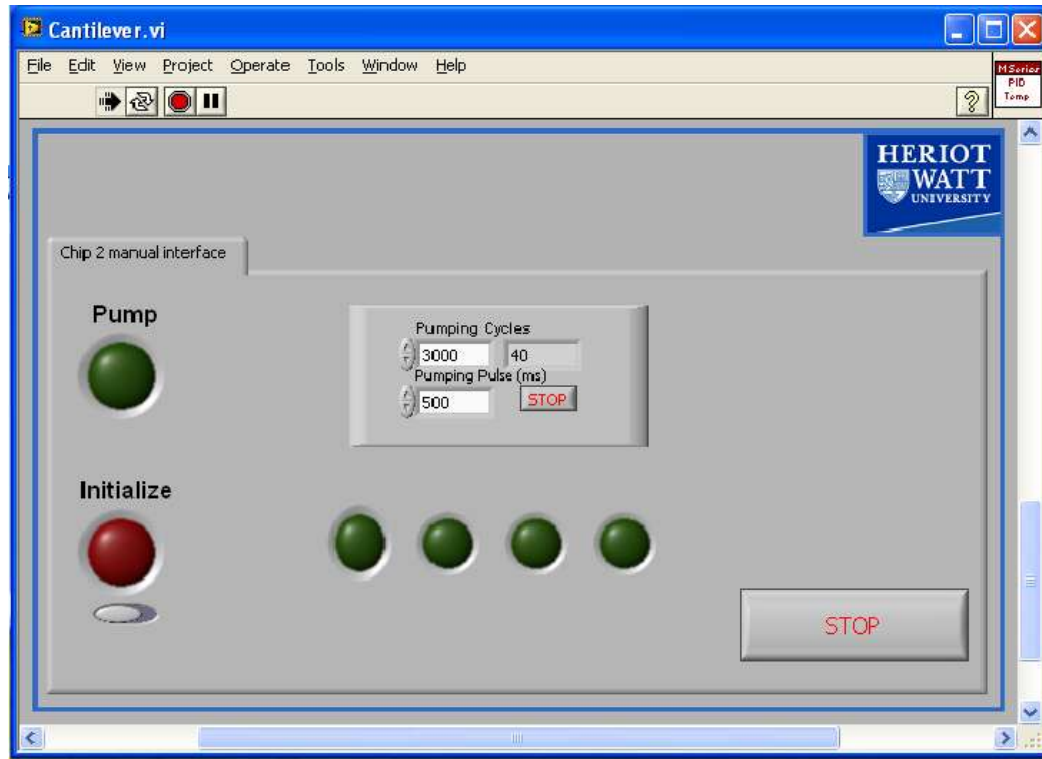 Cantilever.vi
File Edit View Project Operate Tools Window Help
MSeries
PID
Temp
HERIOT
WATT
UNIVERSITY
Chip 2 manual interface
Pump
Pumping Cycles
3000 40
Pumping Pulse (ms)
500 STOP
Initialize
STOP